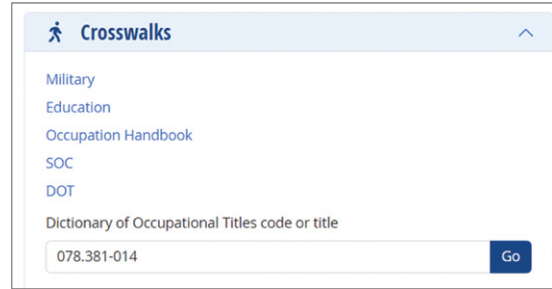 Crosswalks
Military
Education
Occupation Handbook
SOC
DOT
Dictionary of Occupational Titles code or title
078.381-014
Go